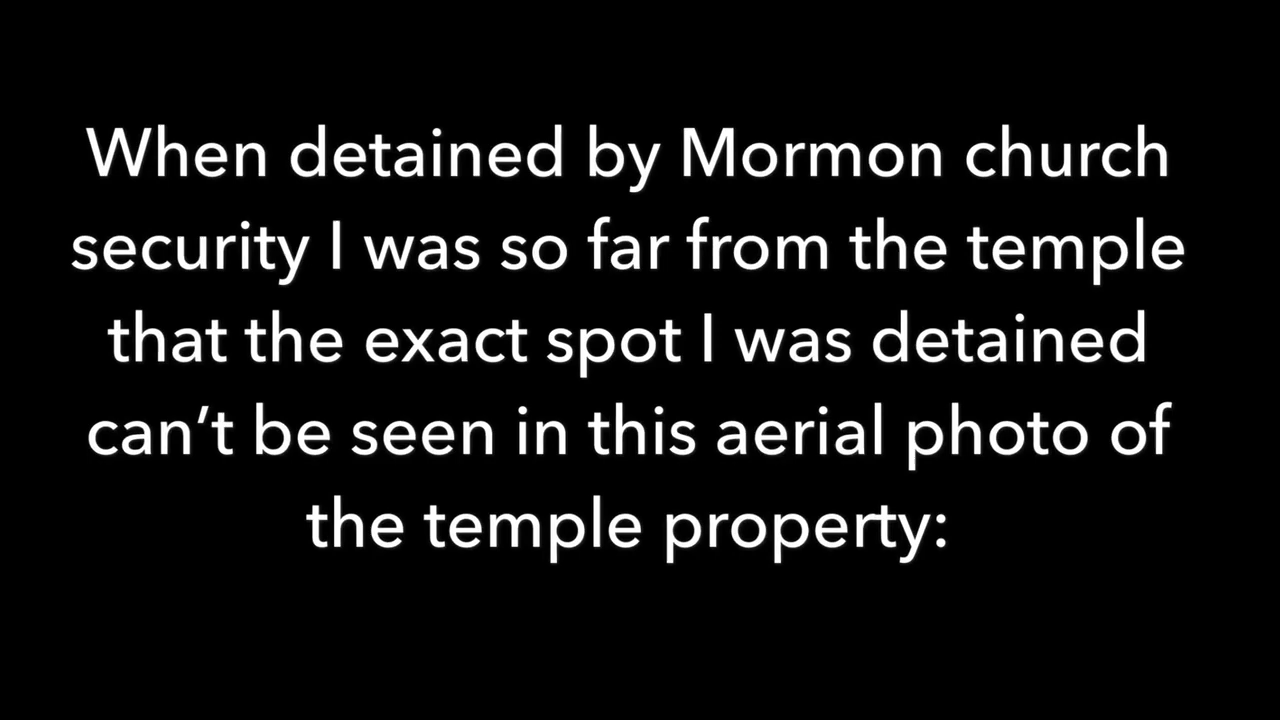 When detained by Mormon church
security I was so far from the temple
that the exact spot I was detained
can’t be seen in this aerial photo of
the temple property: